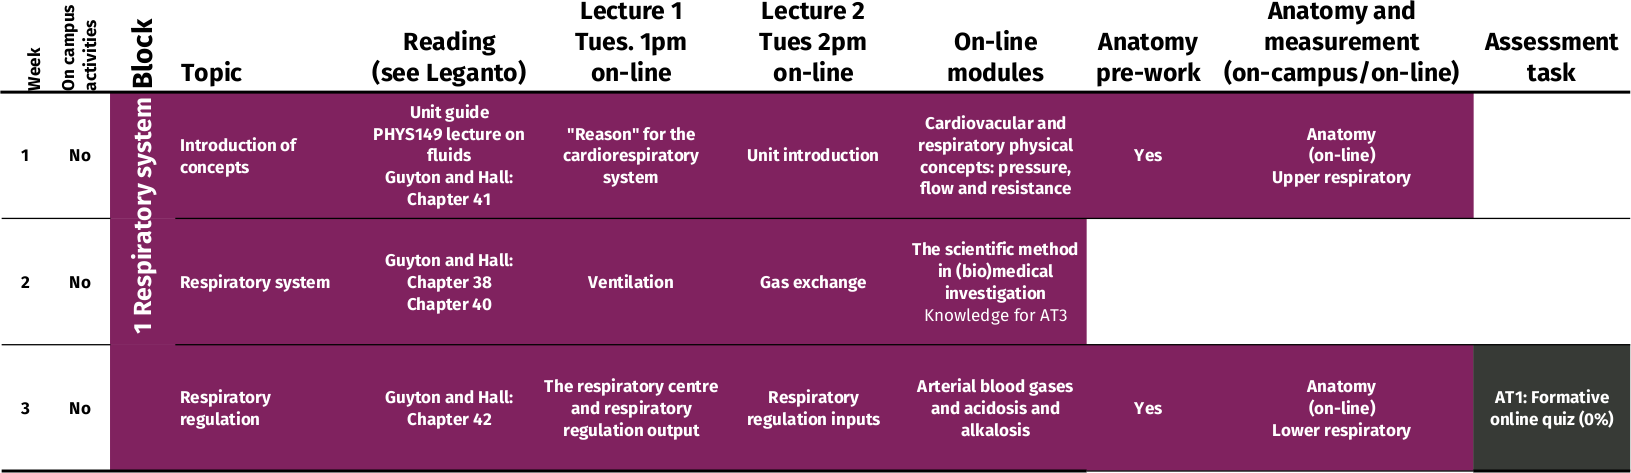 Week
On campus
activities
Block
Topic
Reading
(see Leganto)
Lecture 1
Tues. 1pm
on-line
Lecture 2
Tues 2pm
on-line
On-line
modules
Anatomy
pre-work
Anatomy and
measurement
(on-campus/on-line)
Assessment
task
1 Respiratory system
1
No
Introduction of
concepts
Unit guide
PHYS149 lecture on
fluids
Guyton and Hall:
Chapter 41
"Reason" for the
cardiorespiratory
system
Unit introduction
Cardiovacular and
respiratory physical
concepts: pressure,
flow and resistance
Yes
Anatomy
(on-line)
Upper respiratory
2
No
Respiratory system
Guyton and Hall:
Chapter 38
Chapter 40
Ventilation
Gas exchange
The scientific method
in (bio)medical
investigation
Knowledge for AT3
3
No
Respiratory
regulation
Guyton and Hall:
Chapter 42
The respiratory centre
and respiratory
regulation output
Respiratory
regulation inputs
Arterial blood gases
and acidosis and
alkalosis
Yes
Anatomy
(on-line)
Lower respiratory
AT1: Formative
online quiz (0%)